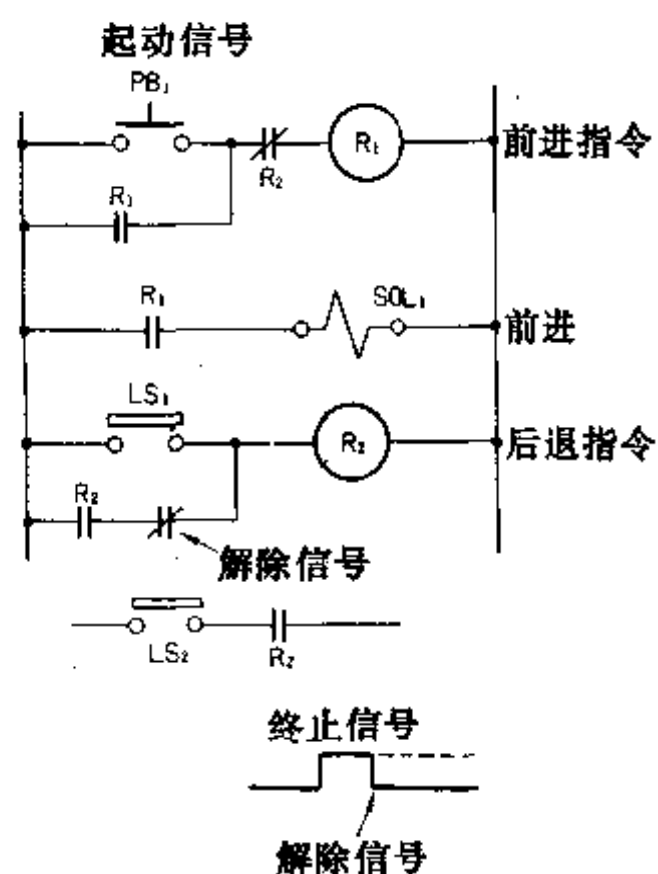 起动信号
PB₁
R₁
R₂
前进指令
R₁
R₁
SOL₁
前进
LS₁
R₂
后退指令
R₂
解除信号
LS₂
R₂
终止信号
解除信号